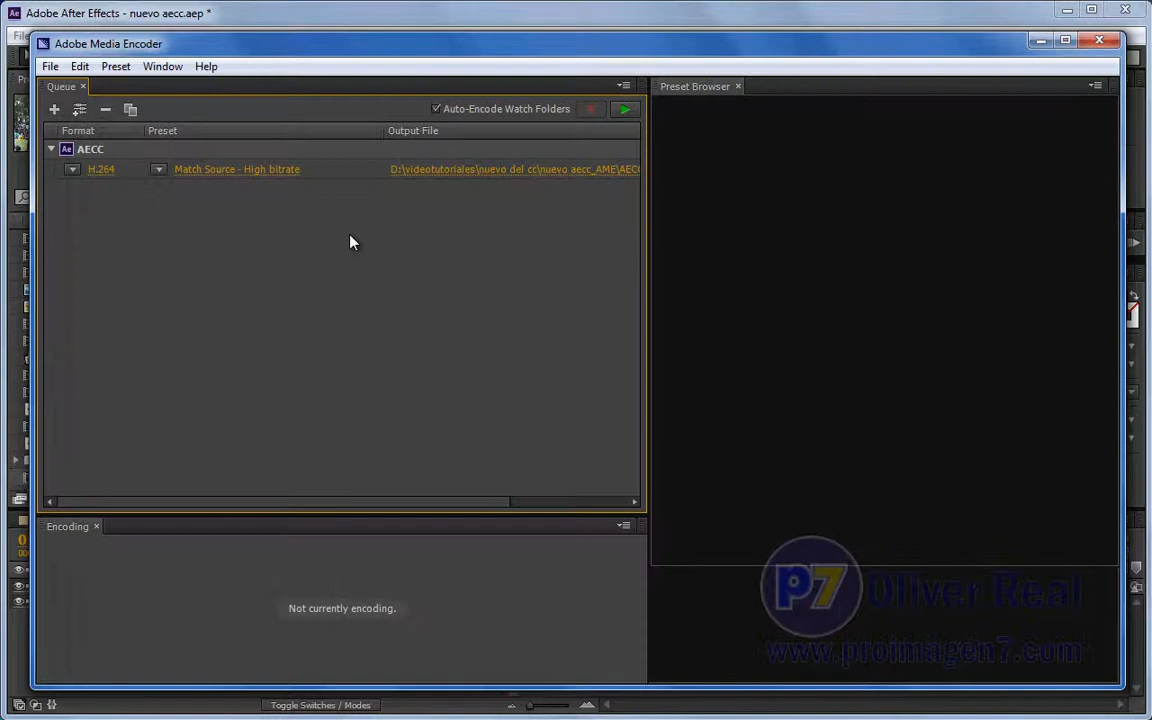 Adobe After Effects - nuevo aecc.aep *
Adobe Media Encoder
File Edit Preset Window Help
Queue
Preset Browser
Auto-Encode Watch Folders
Format Preset Output File
Ae AECC
H.264 Match Source - High bitrate D:\videotutoriales\nuevo del cc\nuevo aecc_AME\AECC
Encoding
Not currently encoding.
P7 Oliver Real
www.proimagen7.com
Toggle Switches / Modes